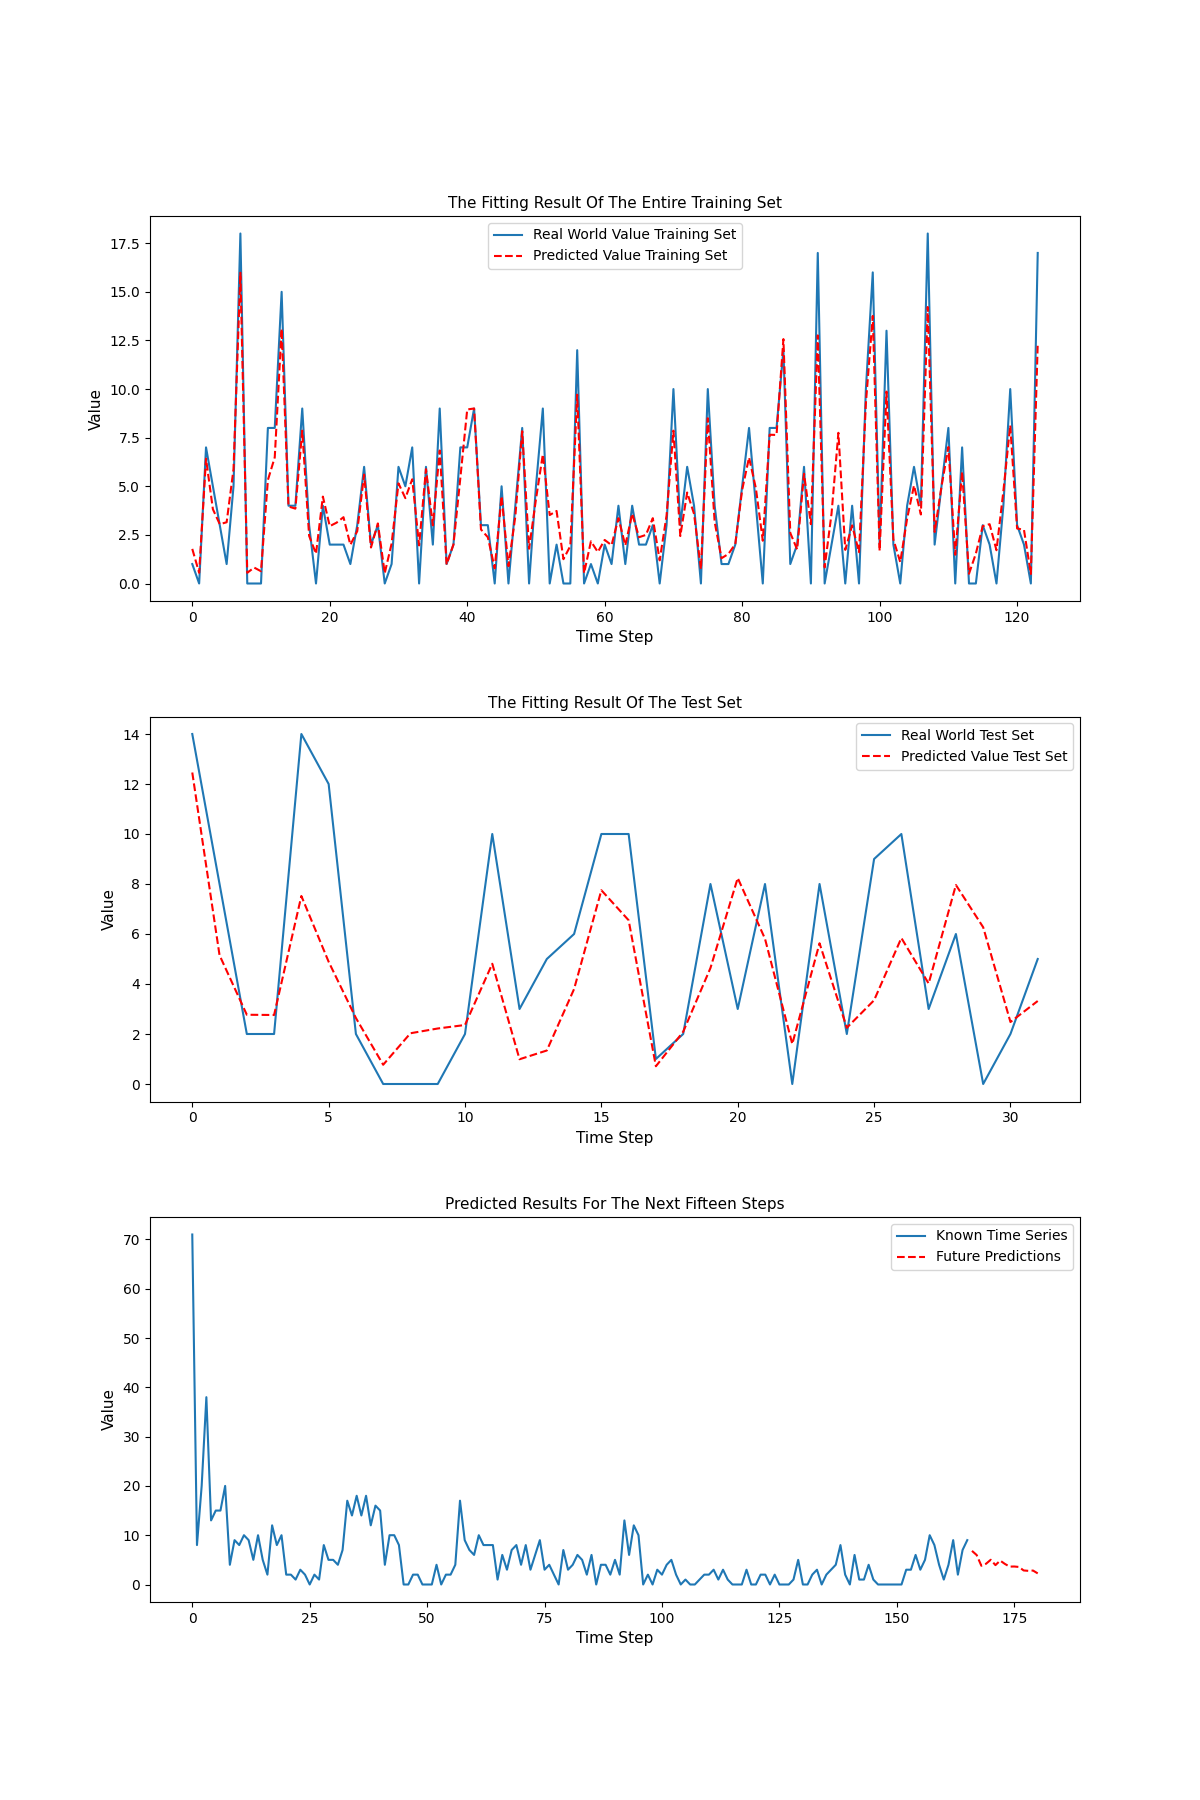 The Fitting Result Of The Entire Training Set
Real World Value Training Set
Predicted Value Training Set
17.5
15.0
12.5
10.0
7.5
5.0
2.5
0.0
Value
0 20 40 60 80 100 120
Time Step
The Fitting Result Of The Test Set
Real World Test Set
Predicted Value Test Set
14
12
10
8
6
4
2
0
Value
0 5 10 15 20 25 30
Time Step
Predicted Results For The Next Fifteen Steps
Known Time Series
Future Predictions
70
60
50
40
30
20
10
0
Value
0 25 50 75 100 125 150 175
Time Step